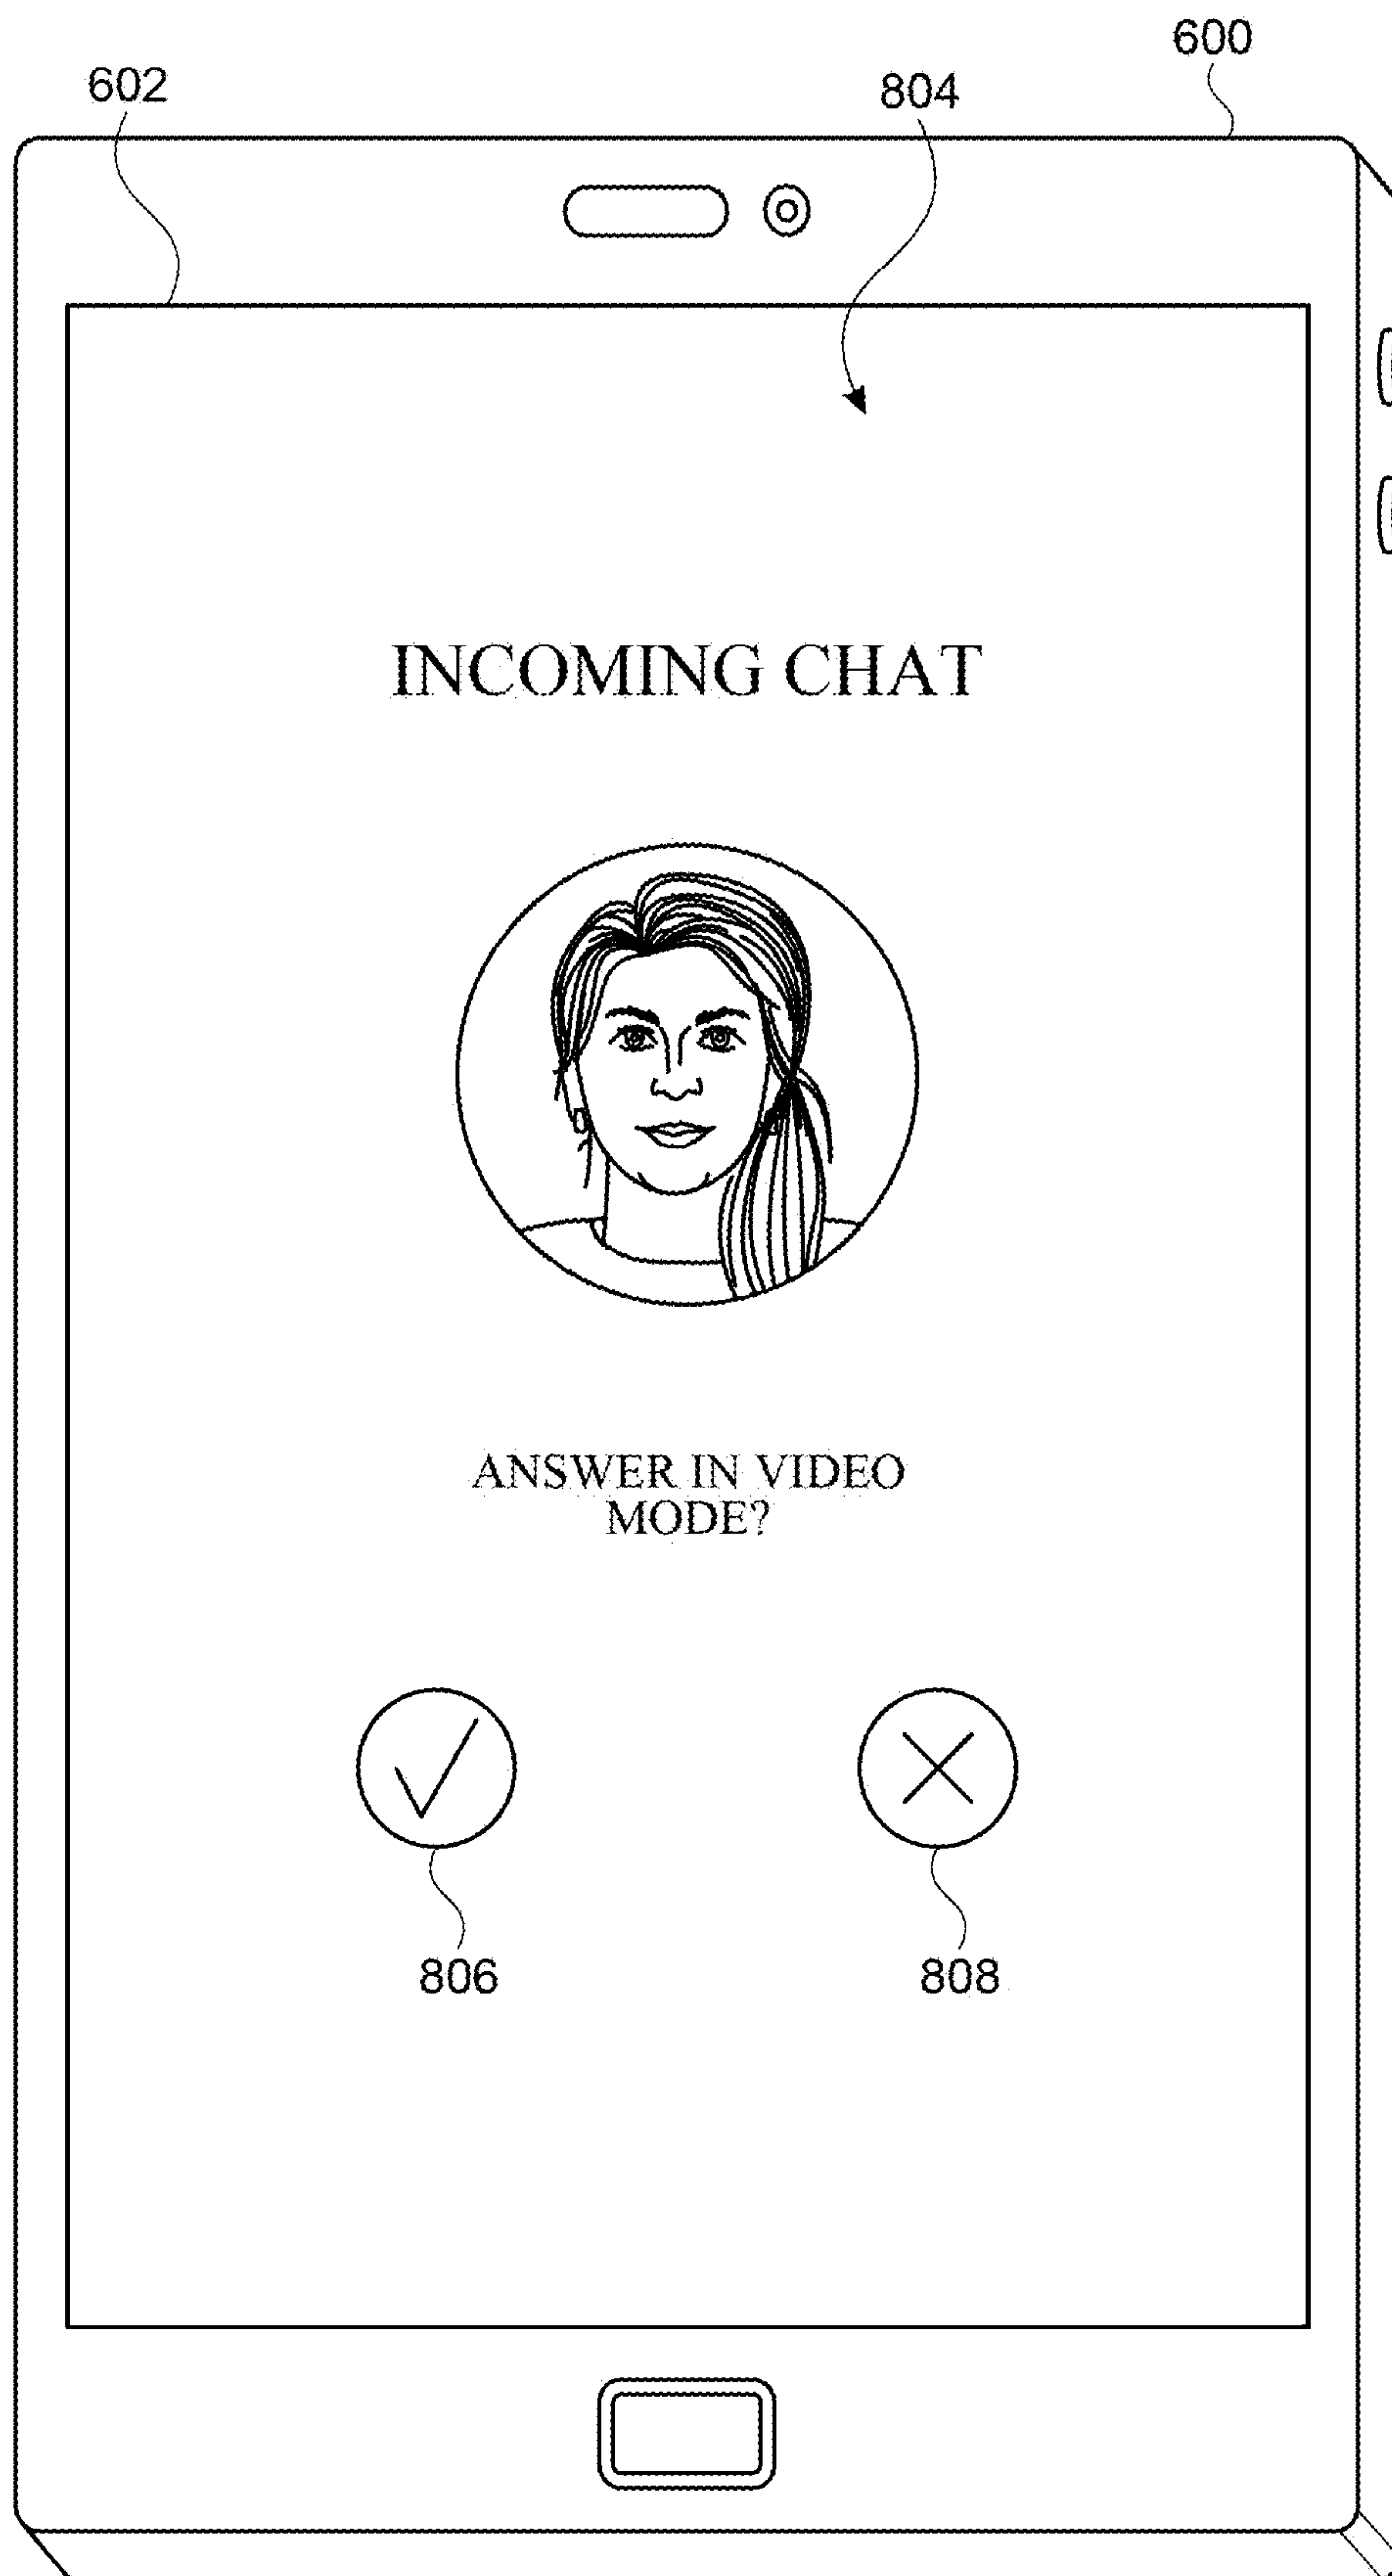 600
602
804
INCOMING CHAT
ANSWER IN VIDEO
MODE?
806
808